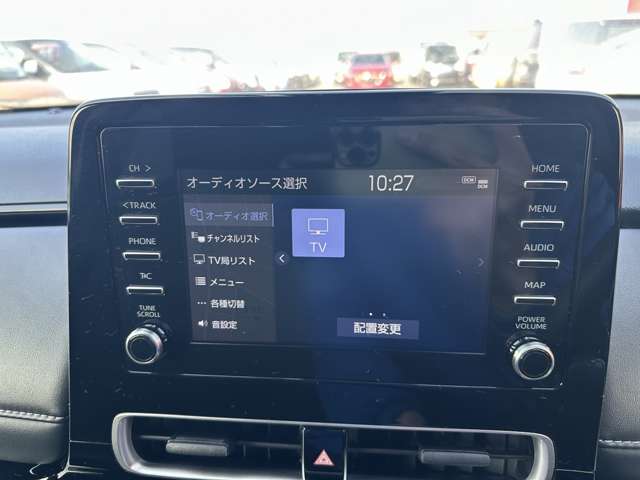 CH >
<TRACK
PHONE
T/C
TUNE
SCROLL
オーディオソース選択 10:27 DCM DCM
オーディオ選択
チャンネルリスト
TV局リスト
メニュー
各種切替
音設定
TV
配置変更
HOME
MENU
AUDIO
MAP
POWER
VOLUME